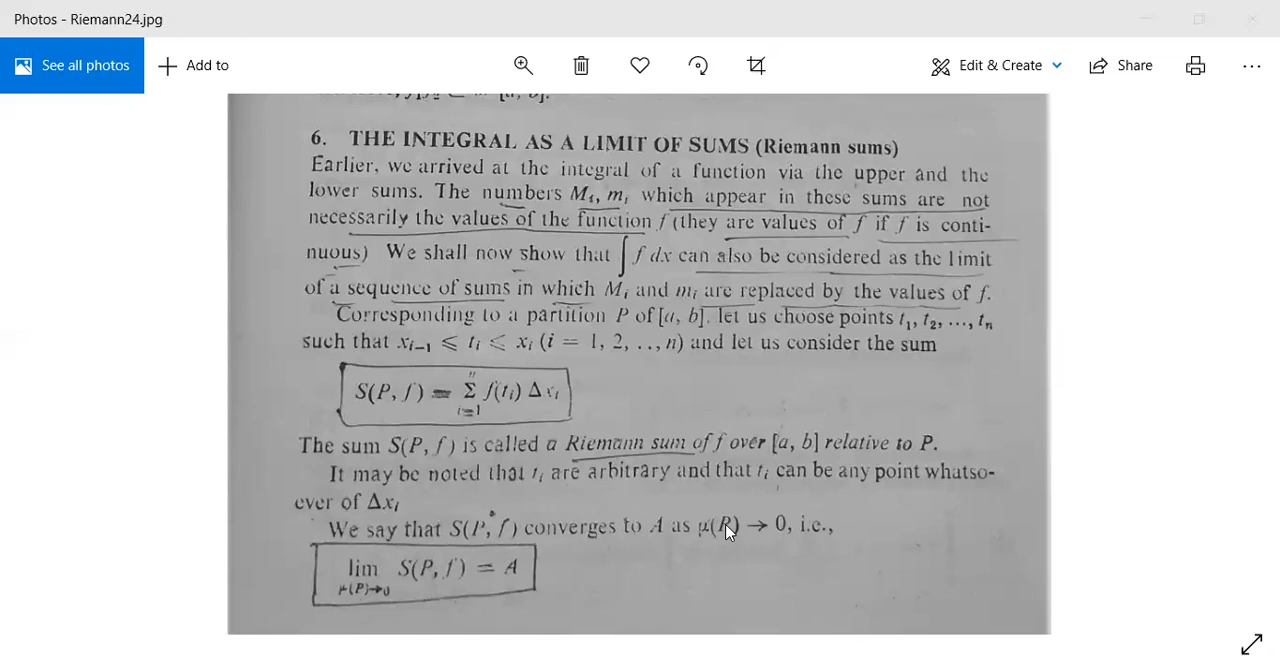 Photos - Riemann24.jpg
See all photos
Add to
Edit & Create
Share
[a, b].
6. THE INTEGRAL AS A LIMIT OF SUMS (Riemann sums)
Earlier, we arrived at the integral of a function via the upper and the
lower sums. The numbers Mᵢ, mᵢ which appear in these sums are not
necessarily the values of the function f (they are values of f if f is conti-
nuous) We shall now show that ∫ f dx can also be considered as the limit
of a sequence of sums in which Mᵢ and mᵢ are replaced by the values of f.
Corresponding to a partition P of [a, b], let us choose points t₁, t₂, ..., tₙ
such that xᵢ₋₁ ⩽ tᵢ ⩽ xᵢ (i = 1, 2, .., n) and let us consider the sum
S(P, f) = Σⁿᵢ₌₁ f(tᵢ) Δxᵢ
The sum S(P, f) is called a Riemann sum of f over [a, b] relative to P.
It may be noted that tᵢ are arbitrary and that tᵢ can be any point whatso-
ever of Δxᵢ
We say that S(P, f) converges to A as μ(P) → 0, i.e.,
lim S(P, f) = A
μ(P)→0